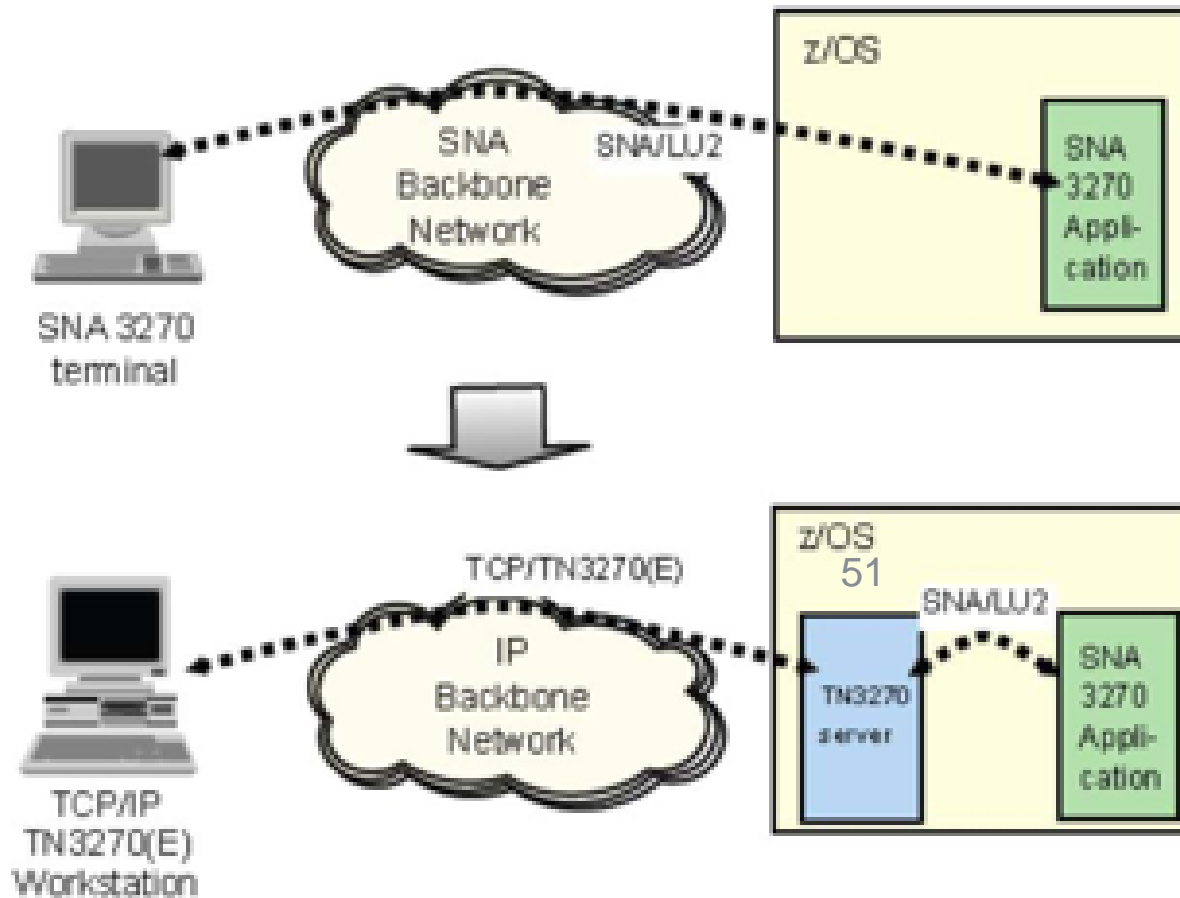 z/OS
SNA
Backbone
Network
SNA/LU2
SNA
3270
Appli-
cation
SNA 3270
terminal
TCP/TN3270(E)
IP
Backbone
Network
z/OS
51
SNA/LU2
TN3270
server
SNA
3270
Appli-
cation
TCP/IP
TN3270(E)
Workstation